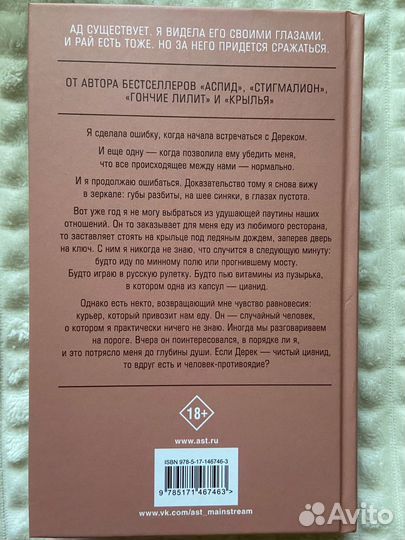 АД СУЩЕСТВУЕТ. Я ВИДЕЛА ЕГО СВОИМИ ГЛАЗАМИ.
И РАЙ ЕСТЬ ТОЖЕ. НО ЗА НЕГО ПРИДЕТСЯ СРАЖАТЬСЯ.
ОТ АВТОРА БЕСТСЕЛЛЕРОВ «АСПИД», «СТИГМАЛИОН»,
«ГОНЧИЕ ЛИЛИТ» И «КРЫЛЬЯ»
Я сделала ошибку, когда начала встречаться с Дереком.
И еще одну — когда позволила ему убедить меня,
что все происходящее между нами — нормально.
И я продолжаю ошибаться. Доказательство тому я снова вижу
в зеркале: губы разбиты, на шее синяки, в глазах пустота.
Вот уже год я не могу выбраться из удушающей паутины наших
отношений. Он то заказывает для меня еду из любимого ресторана,
то заставляет стоять на крыльце под ледяным дождем, заперев дверь
на ключ. С ним я никогда не знаю, что случится в следующую минуту:
будто иду по минному полю или прогнившему мосту.
Будто играю в русскую рулетку. Будто пью витамины из пузырька,
в котором одна из капсул — цианид.
Однако есть некто, возвращающий мне чувство равновесия:
курьер, который привозит нам еду. Он — случайный человек,
о котором я практически ничего не знаю. Иногда мы разговариваем
на пороге. Вчера он поинтересовался, в порядке ли я,
и это потрясло меня до глубины души. Если Дерек — чистый цианид,
то вдруг есть и человек-противоядие?
18+
www.ast.ru
ISBN 978-5-17-146746-3
9 785171 467463 >
www.vk.com/ast_mainstream
Avito